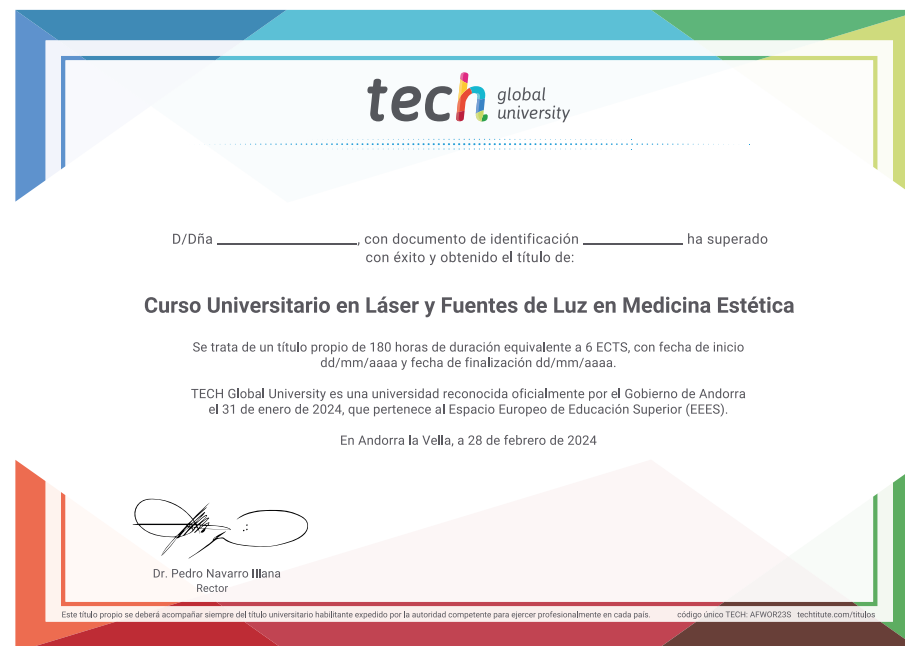 tech global university
D/Dña ____________, con documento de identificación ____________ ha superado
con éxito y obtenido el título de:
Curso Universitario en Láser y Fuentes de Luz en Medicina Estética
Se trata de un título propio de 180 horas de duración equivalente a 6 ECTS, con fecha de inicio
dd/mm/aaaa y fecha de finalización dd/mm/aaaa.
TECH Global University es una universidad reconocida oficialmente por el Gobierno de Andorra
el 31 de enero de 2024, que pertenece al Espacio Europeo de Educación Superior (EEES).
En Andorra la Vella, a 28 de febrero de 2024
Dr. Pedro Navarro Illana
Rector
Este título propio se deberá acompañar siempre del título universitario habilitante expedido por la autoridad competente para ejercer profesionalmente en cada país. código único TECH: AFWOR23S techtitute.com/titulos